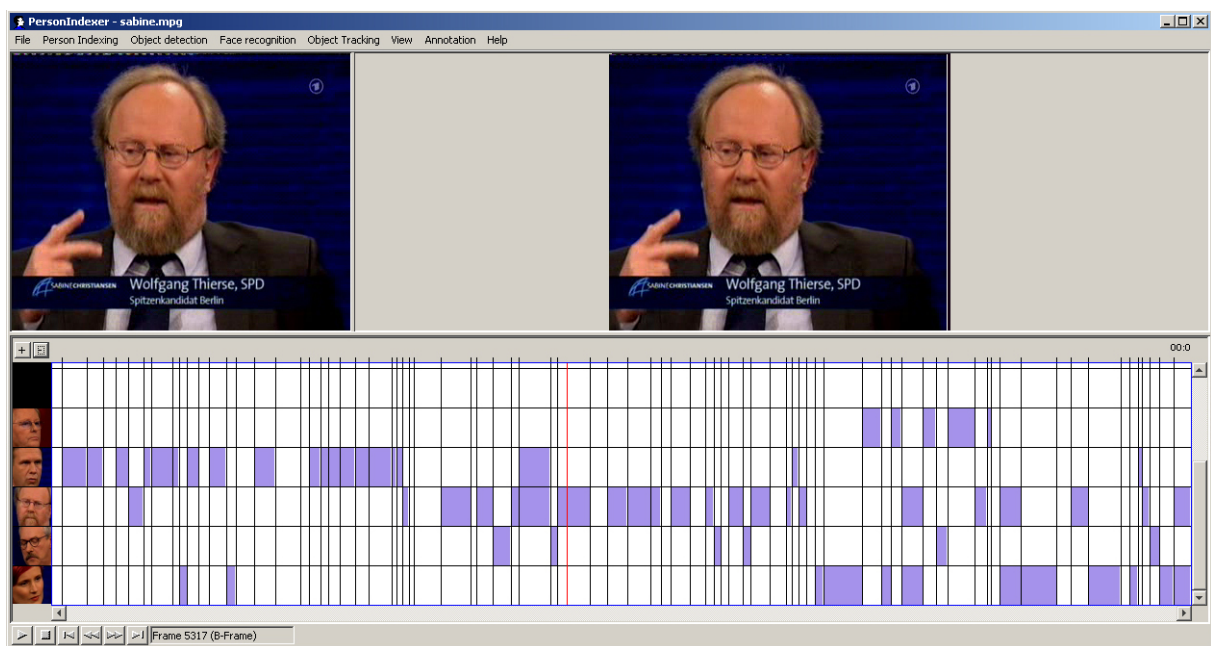 PersonIndexer - sabine.mpg
File Person Indexing Object detection Face recognition Object Tracking View Annotation Help
SABINE CHRISTIANSEN Wolfgang Thierse, SPD
Spitzenkandidat Berlin
SABINE CHRISTIANSEN Wolfgang Thierse, SPD
Spitzenkandidat Berlin
00:0
Frame 5317 (B-Frame)